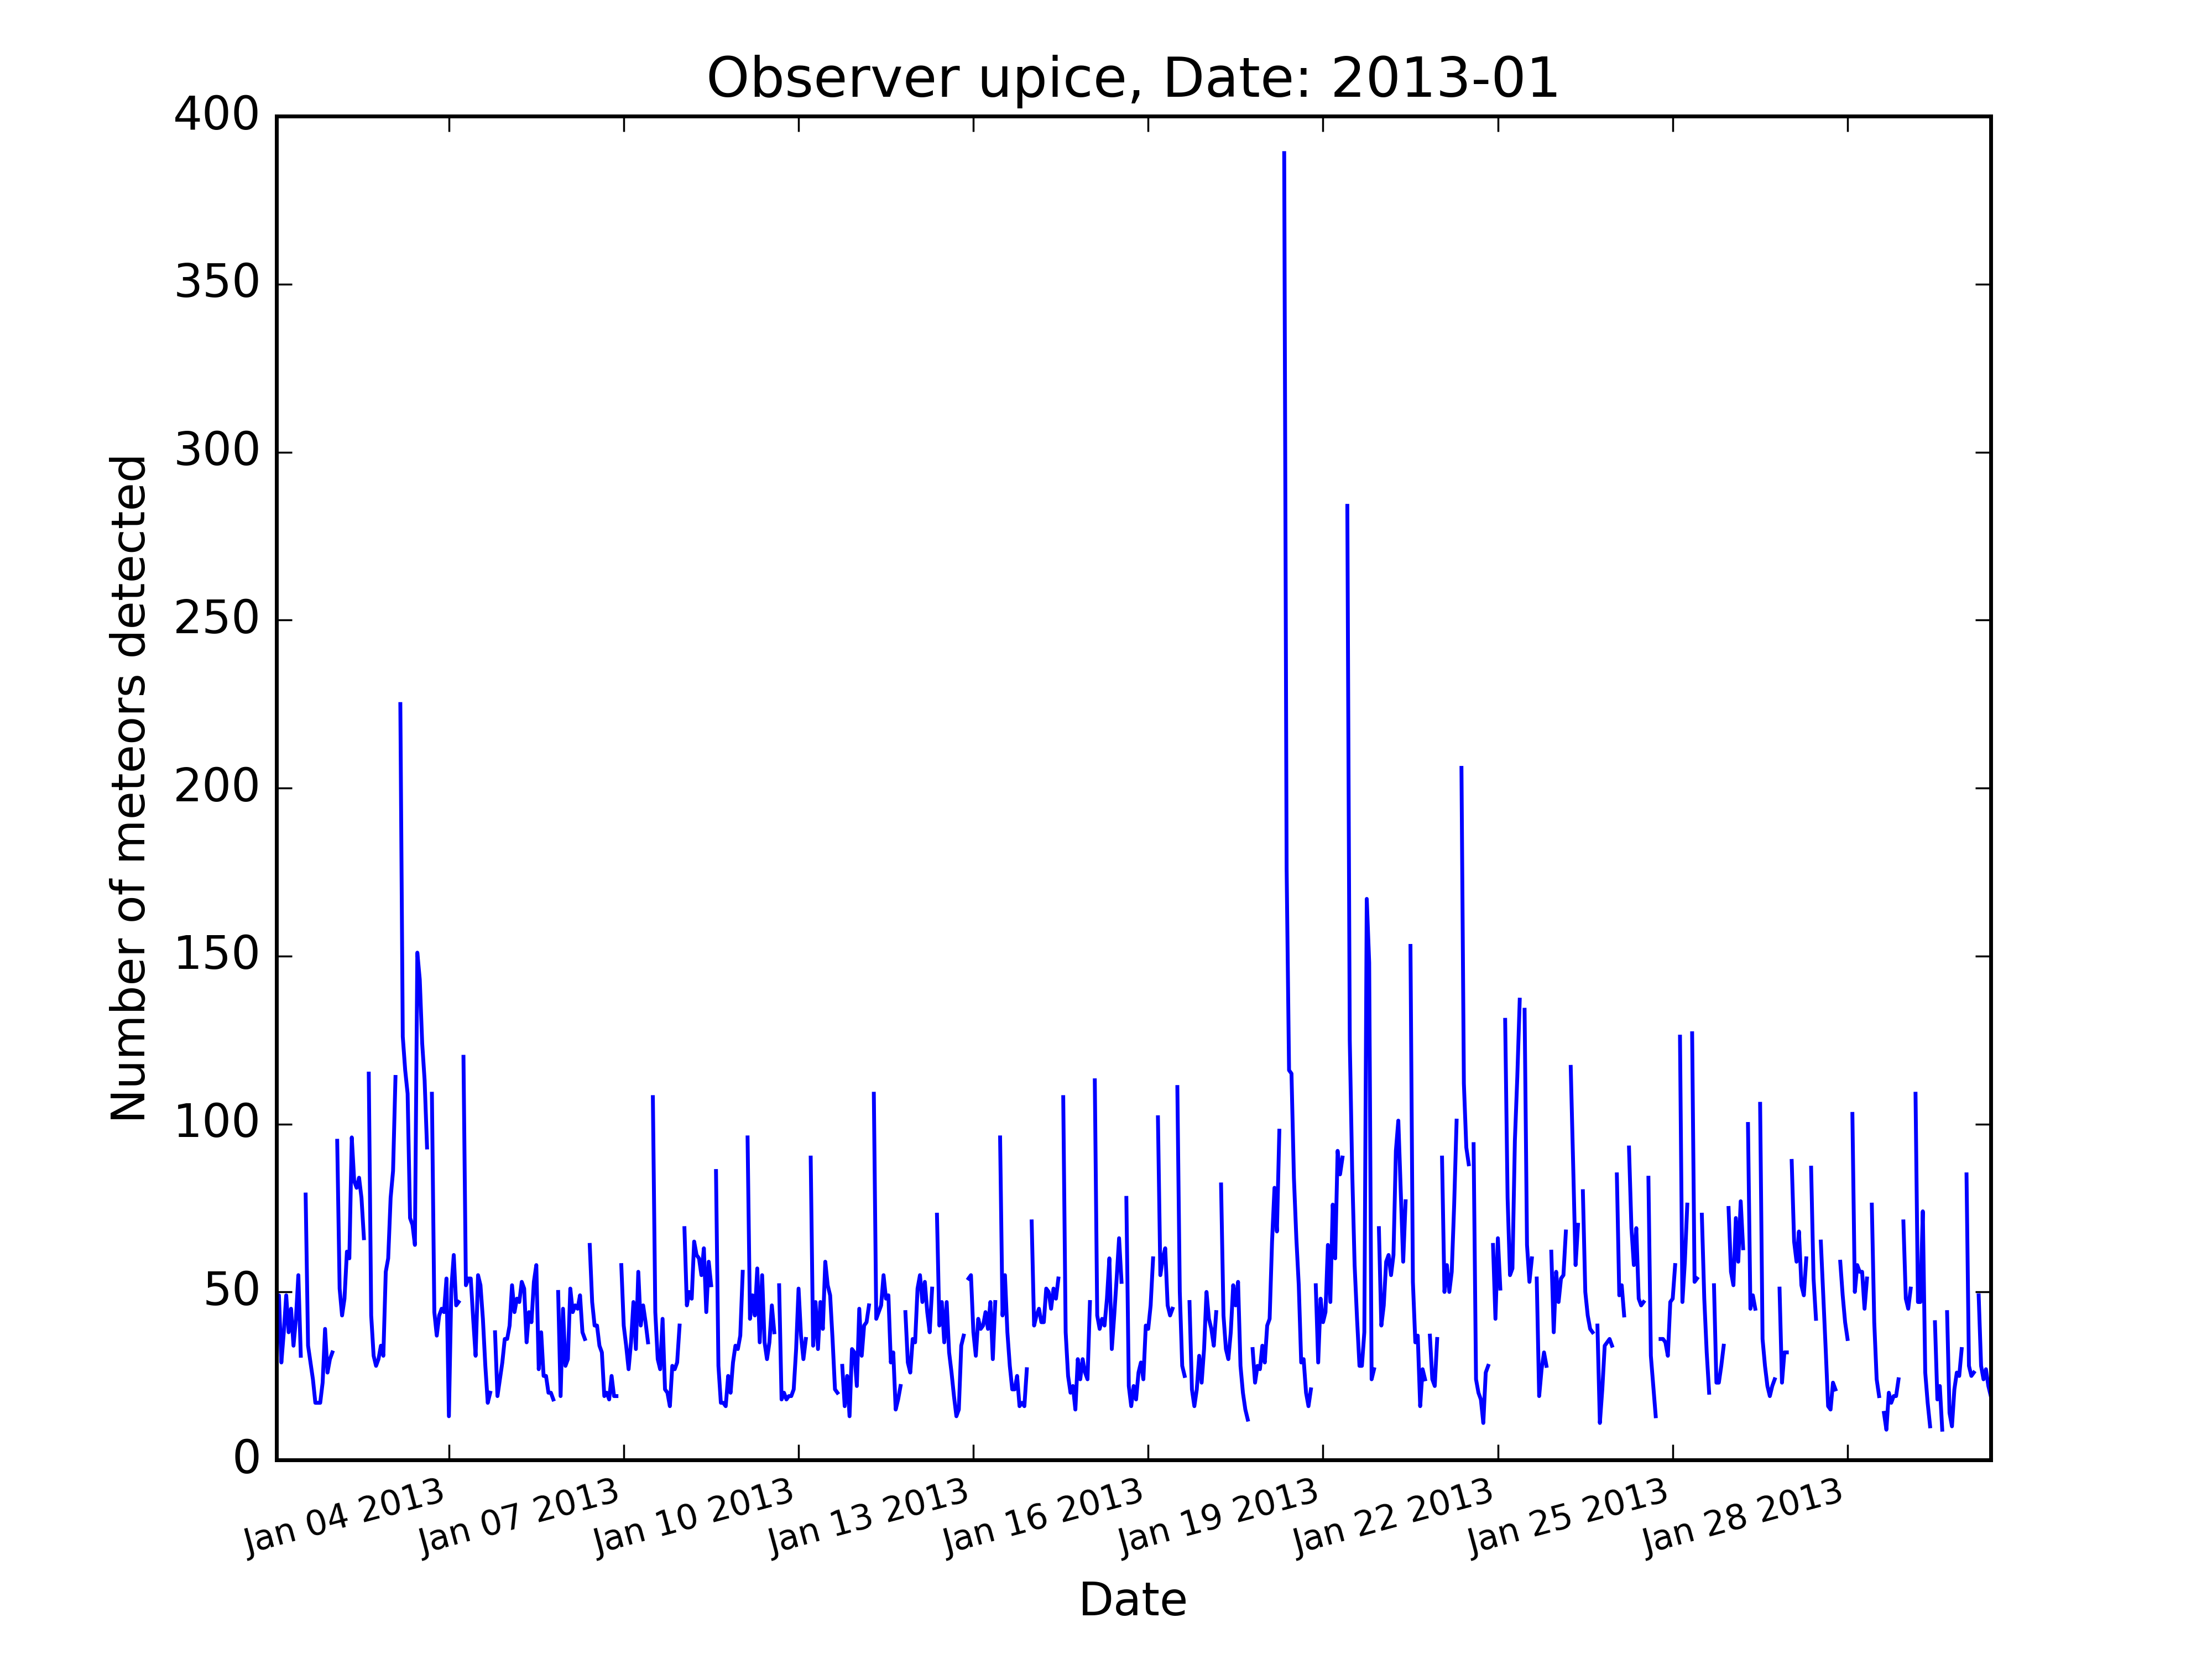 Observer upice, Date: 2013-01
400
350
300
250
200
150
100
50
0
Number of meteors detected
Jan 04 2013
Jan 07 2013
Jan 10 2013
Jan 13 2013
Jan 16 2013
Jan 19 2013
Jan 22 2013
Jan 25 2013
Jan 28 2013
Date